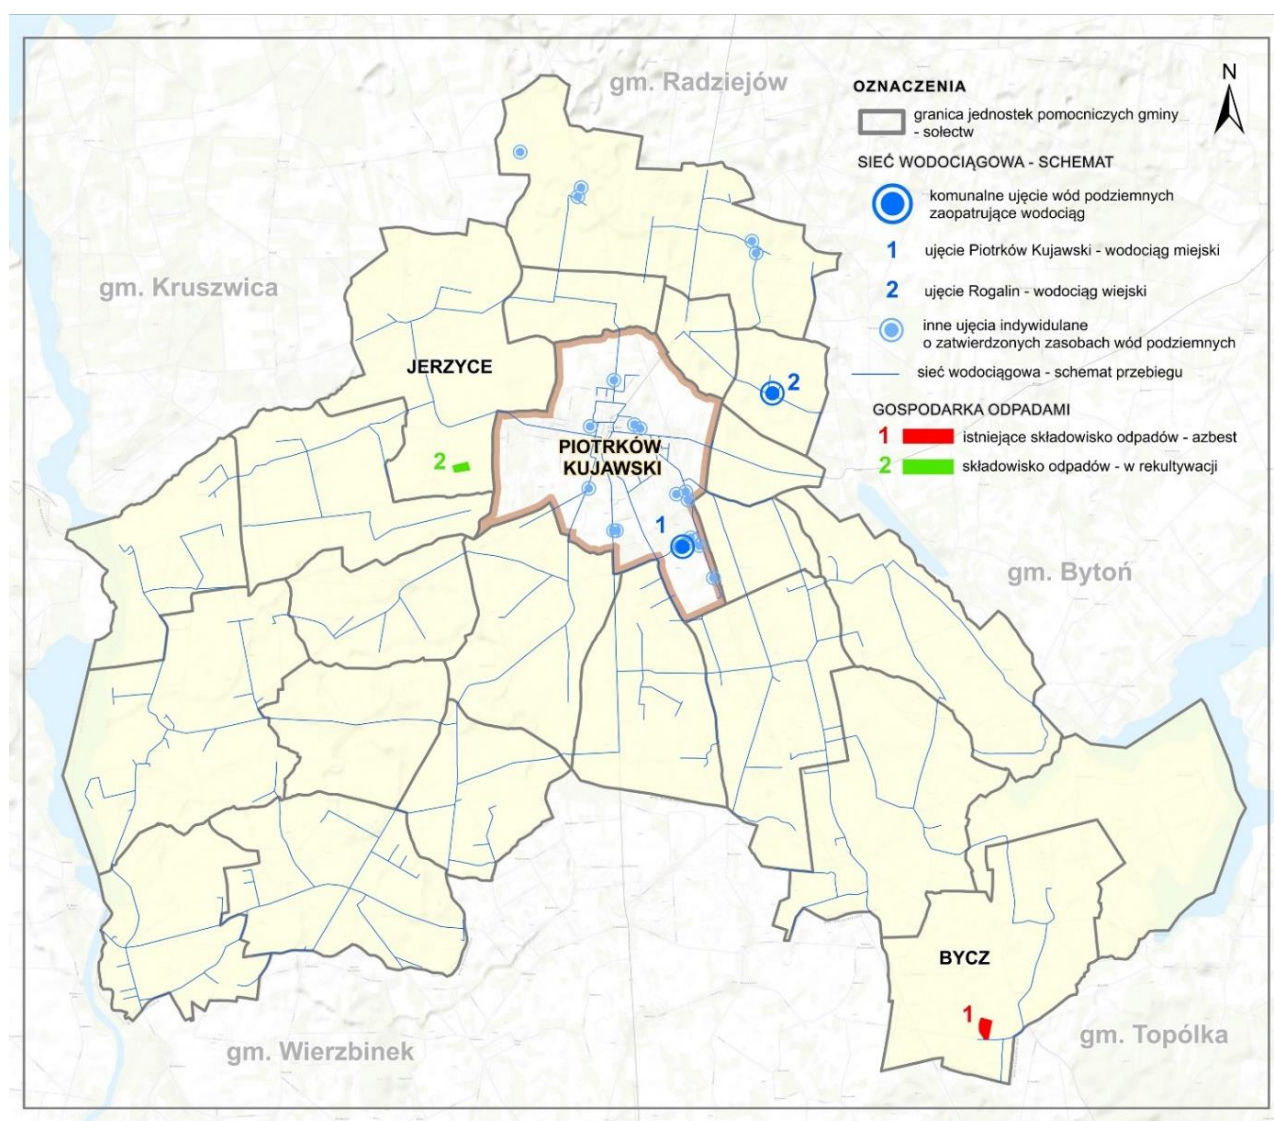 gm. Radziejów
N
OZNACZENIA
granica jednostek pomocniczych gminy
- sołectw
SIEĆ WODOCIĄGOWA - SCHEMAT
komunalne ujęcie wód podziemnych
zaopatrujące wodociąg
1 ujęcie Piotrków Kujawski - wodociąg miejski
2 ujęcie Rogalin - wodociąg wiejski
inne ujęcia indywidulane
o zatwierdzonych zasobach wód podziemnych
sieć wodociągowa - schemat przebiegu
GOSPODARKA ODPADAMI
1 istniejące składowisko odpadów - azbest
2 składowisko odpadów - w rekultywacji
gm. Kruszwica
JERZYCE
2
PIOTRKÓW
KUJAWSKI
2
1
gm. Bytoń
BYCZ
1
gm. Topólka
gm. Wierzbinek